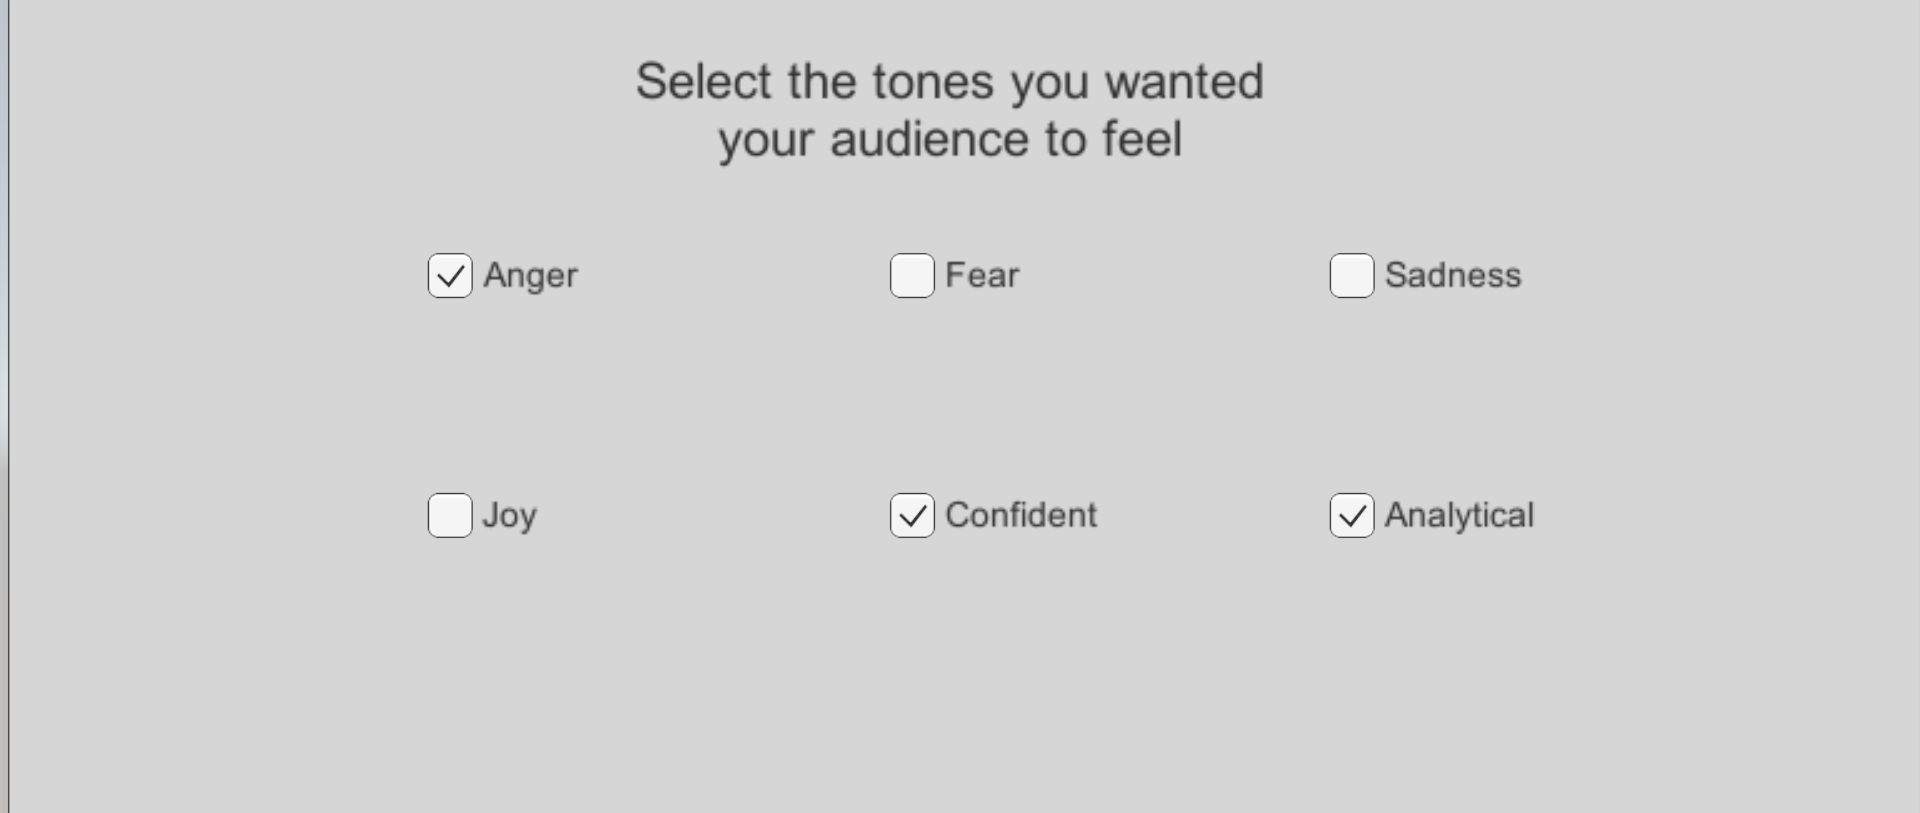 Select the tones you wanted
your audience to feel
Anger
Fear
Sadness
Joy
Confident
Analytical